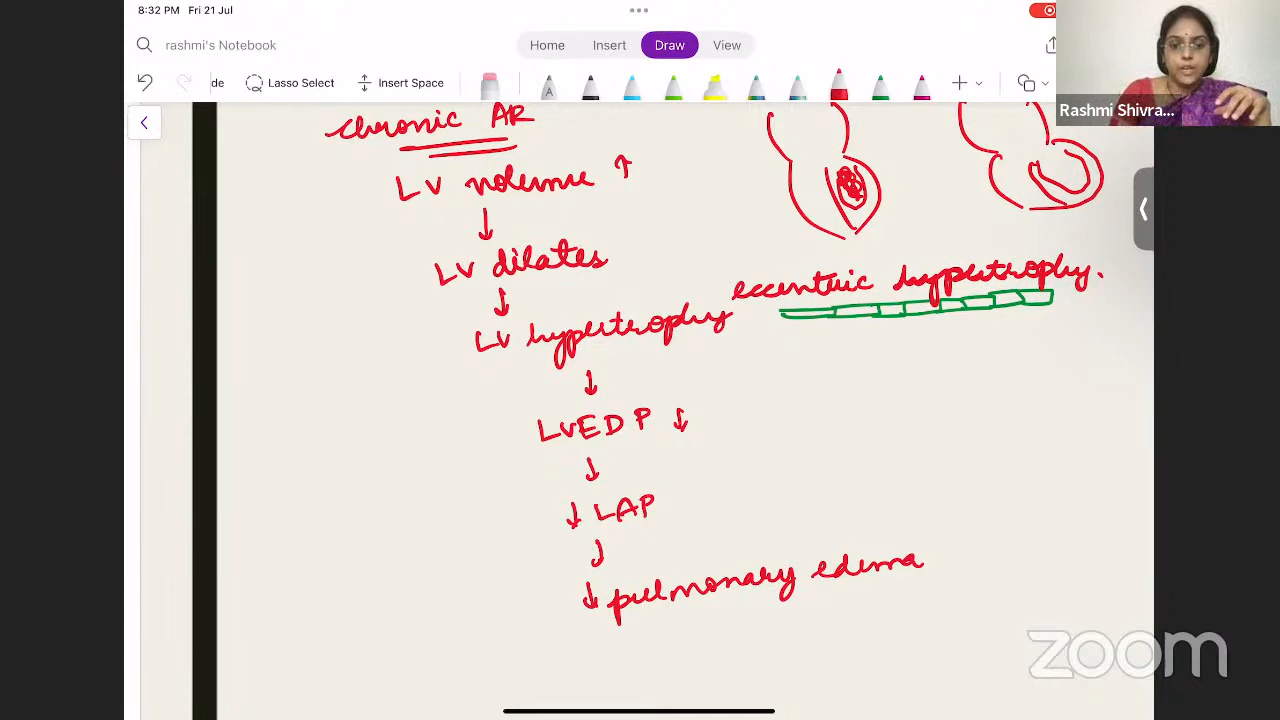 8:32 PM Fri 21 Jul
rashmi's Notebook
Home Insert Draw View
de Lasso Select Insert Space
A
Rashmi Shivra...
chronic AR
LV volume ↑
↓
LV dilates
↓
eccentric hypertrophy.
LV hypertrophy
↓
LVEDP ↓
↓
↓ LAP
↓
↓ pulmonary edema
zoom